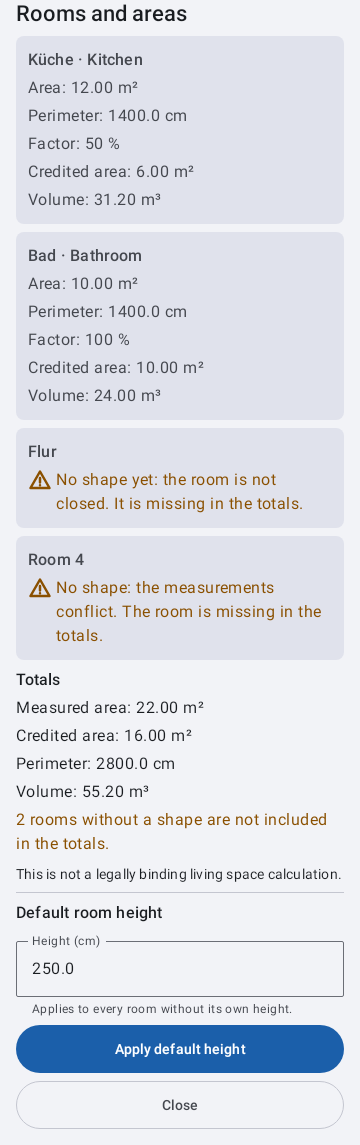 Rooms and areas
Küche · Kitchen
Area: 12.00 m²
Perimeter: 1400.0 cm
Factor: 50 %
Credited area: 6.00 m²
Volume: 31.20 m³
Bad · Bathroom
Area: 10.00 m²
Perimeter: 1400.0 cm
Factor: 100 %
Credited area: 10.00 m²
Volume: 24.00 m³
Flur
No shape yet: the room is not
closed. It is missing in the totals.
Room 4
No shape: the measurements
conflict. The room is missing in the
totals.
Totals
Measured area: 22.00 m²
Credited area: 16.00 m²
Perimeter: 2800.0 cm
Volume: 55.20 m³
2 rooms without a shape are not included
in the totals.
This is not a legally binding living space calculation.
Default room height
Height (cm)
250.0
Applies to every room without its own height.
Apply default height
Close